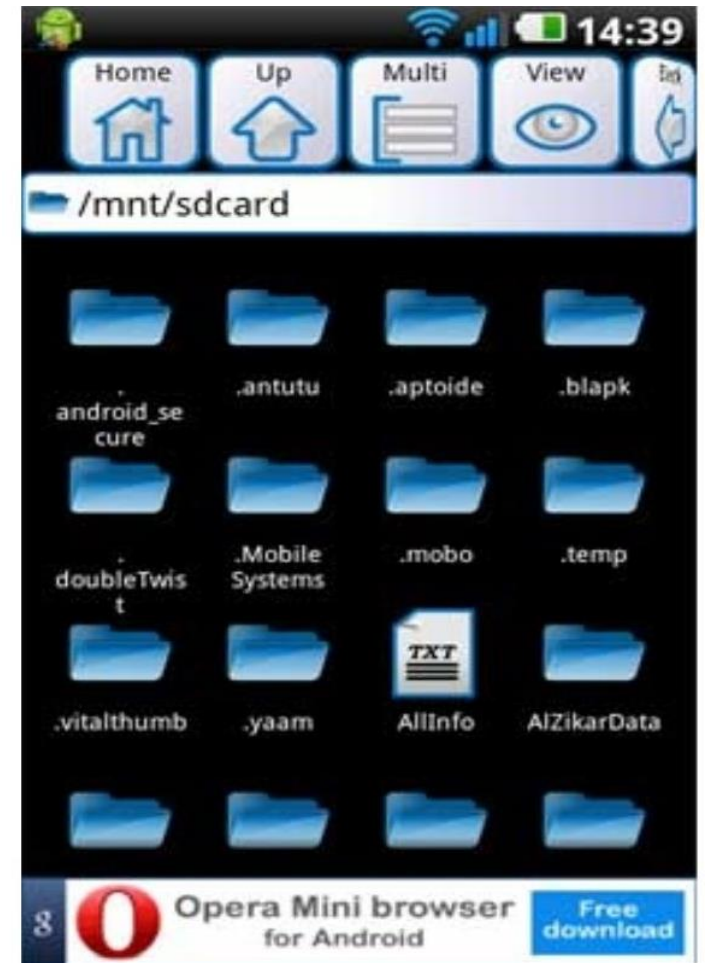 14:39
Home Up Multi View
/mnt/sdcard
. .antutu .aptoide .blapk
android_se
cure
. .Mobile .mobo .temp
doubleTwis Systems
t
TXT
.vitalthumb .yaam AllInfo AlZikarData
g Opera Mini browser Free
for Android download